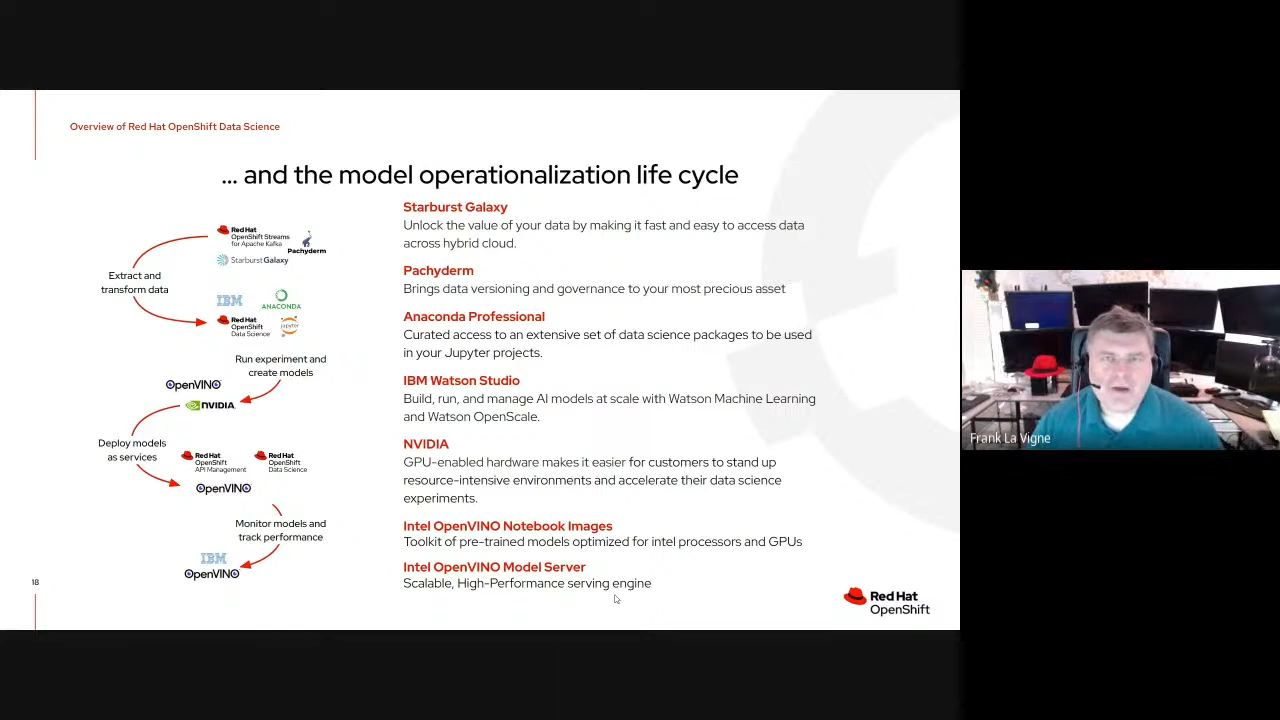 Overview of Red Hat OpenShift Data Science
... and the model operationalization life cycle
Red Hat
OpenShift Streams
for Apache Kafka
Pachyderm
Starburst Galaxy
Extract and
transform data
IBM
ANACONDA
Red Hat
OpenShift
Data Science
jupyter
Run experiment and
create models
OpenVINO
NVIDIA
Deploy models
as services
Red Hat
OpenShift
API Management
Red Hat
OpenShift
Data Science
OpenVINO
Monitor models and
track performance
IBM
OpenVINO
18
Starburst Galaxy
Unlock the value of your data by making it fast and easy to access data
across hybrid cloud.
Pachyderm
Brings data versioning and governance to your most precious asset
Anaconda Professional
Curated access to an extensive set of data science packages to be used
in your Jupyter projects.
IBM Watson Studio
Build, run, and manage AI models at scale with Watson Machine Learning
and Watson OpenScale.
NVIDIA
GPU-enabled hardware makes it easier for customers to stand up
resource-intensive environments and accelerate their data science
experiments.
Intel OpenVINO Notebook Images
Toolkit of pre-trained models optimized for intel processors and GPUs
Intel OpenVINO Model Server
Scalable, High-Performance serving engine
Red Hat
OpenShift
Frank La Vigne